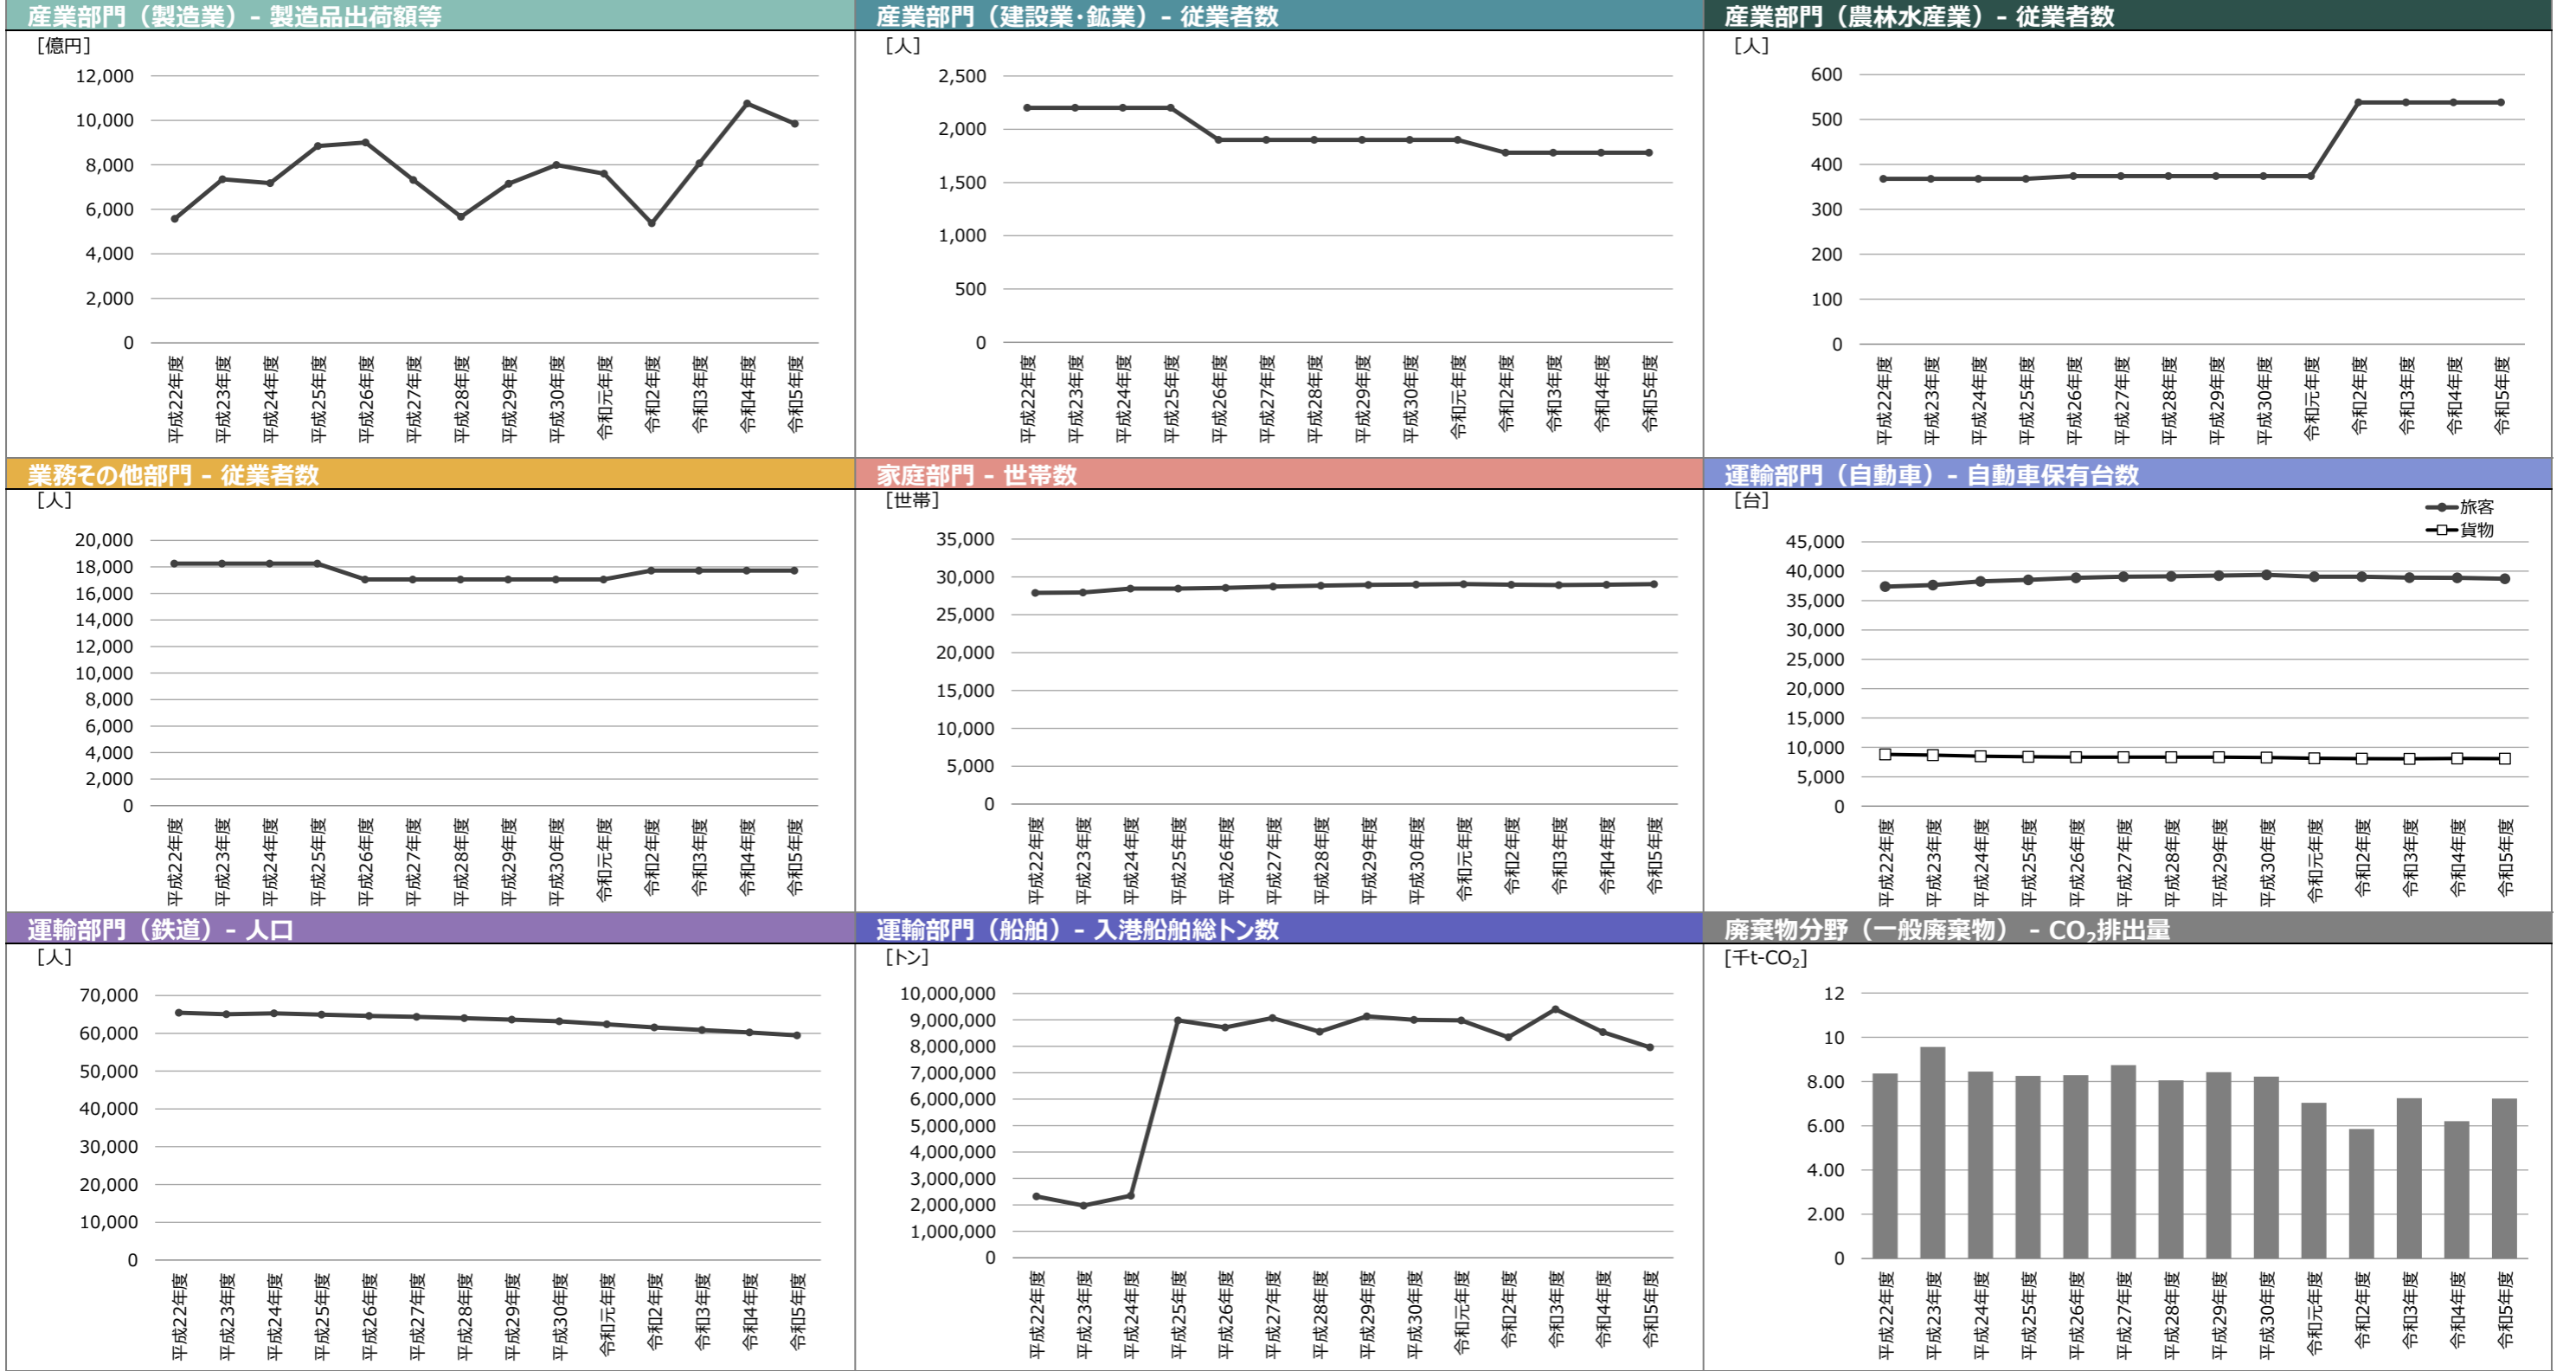 産業部門（製造業）- 製造品出荷額等
[億円]
12,000
10,000
8,000
6,000
4,000
2,000
0
平成22年度
平成23年度
平成24年度
平成25年度
平成26年度
平成27年度
平成28年度
平成29年度
平成30年度
令和元年度
令和2年度
令和3年度
令和4年度
令和5年度
産業部門（建設業・鉱業）- 従業者数
[人]
2,500
2,000
1,500
1,000
500
0
平成22年度
平成23年度
平成24年度
平成25年度
平成26年度
平成27年度
平成28年度
平成29年度
平成30年度
令和元年度
令和2年度
令和3年度
令和4年度
令和5年度
産業部門（農林水産業）- 従業者数
[人]
600
500
400
300
200
100
0
平成22年度
平成23年度
平成24年度
平成25年度
平成26年度
平成27年度
平成28年度
平成29年度
平成30年度
令和元年度
令和2年度
令和3年度
令和4年度
令和5年度
業務その他部門 - 従業者数
[人]
20,000
18,000
16,000
14,000
12,000
10,000
8,000
6,000
4,000
2,000
0
平成22年度
平成23年度
平成24年度
平成25年度
平成26年度
平成27年度
平成28年度
平成29年度
平成30年度
令和元年度
令和2年度
令和3年度
令和4年度
令和5年度
家庭部門 - 世帯数
[世帯]
35,000
30,000
25,000
20,000
15,000
10,000
5,000
0
平成22年度
平成23年度
平成24年度
平成25年度
平成26年度
平成27年度
平成28年度
平成29年度
平成30年度
令和元年度
令和2年度
令和3年度
令和4年度
令和5年度
運輸部門（自動車）- 自動車保有台数
[台]
旅客
貨物
45,000
40,000
35,000
30,000
25,000
20,000
15,000
10,000
5,000
0
平成22年度
平成23年度
平成24年度
平成25年度
平成26年度
平成27年度
平成28年度
平成29年度
平成30年度
令和元年度
令和2年度
令和3年度
令和4年度
令和5年度
運輸部門（鉄道）- 人口
[人]
70,000
60,000
50,000
40,000
30,000
20,000
10,000
0
平成22年度
平成23年度
平成24年度
平成25年度
平成26年度
平成27年度
平成28年度
平成29年度
平成30年度
令和元年度
令和2年度
令和3年度
令和4年度
令和5年度
運輸部門（船舶）- 入港船舶総トン数
[トン]
10,000,000
9,000,000
8,000,000
7,000,000
6,000,000
5,000,000
4,000,000
3,000,000
2,000,000
1,000,000
0
平成22年度
平成23年度
平成24年度
平成25年度
平成26年度
平成27年度
平成28年度
平成29年度
平成30年度
令和元年度
令和2年度
令和3年度
令和4年度
令和5年度
廃棄物分野（一般廃棄物） - CO₂排出量
[千t-CO₂]
12
10
8.00
6.00
4.00
2.00
0
平成22年度
平成23年度
平成24年度
平成25年度
平成26年度
平成27年度
平成28年度
平成29年度
平成30年度
令和元年度
令和2年度
令和3年度
令和4年度
令和5年度